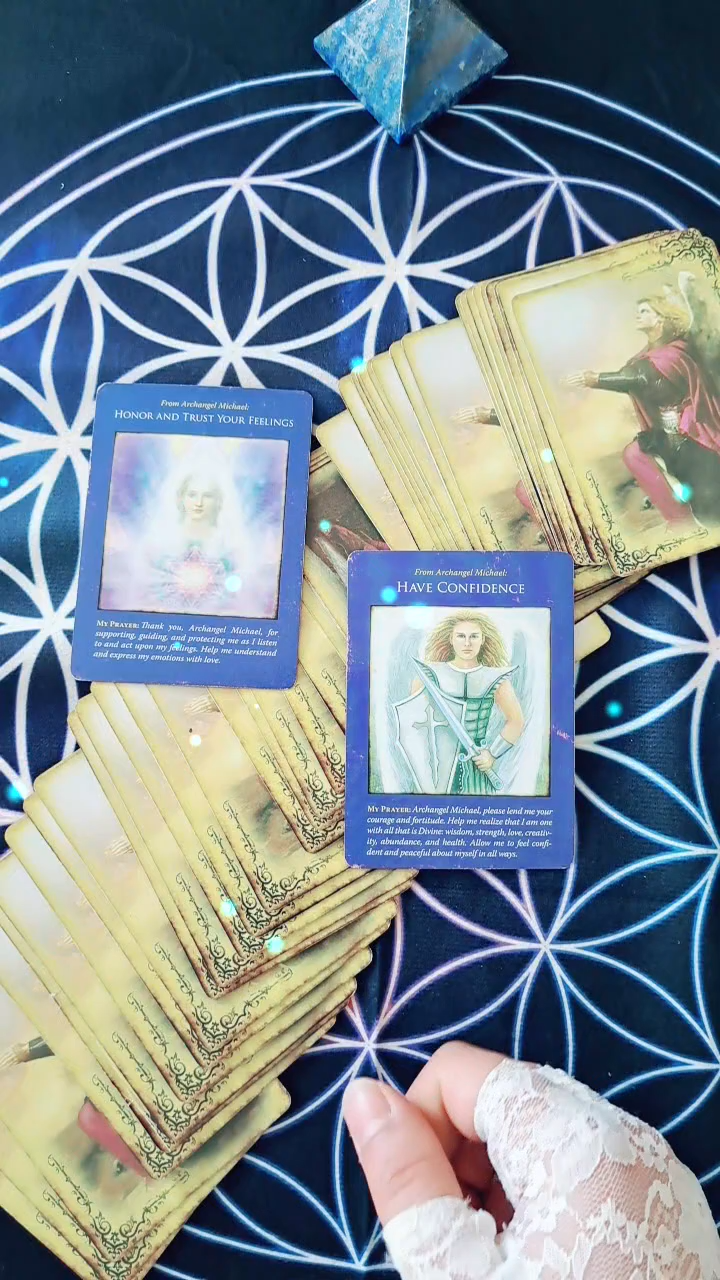 From Archangel Michael:
HONOR AND TRUST YOUR FEELINGS
MY PRAYER: Thank you, Archangel Michael, for
supporting, guiding, and protecting me as I listen
to and act upon my feelings. Help me understand
and express my emotions with love.
From Archangel Michael:
HAVE CONFIDENCE
MY PRAYER: Archangel Michael, please lend me your
courage and fortitude. Help me realize that I am one
with all that is Divine: wisdom, strength, love, creativ-
ity, abundance, and health. Allow me to feel confi-
dent and peaceful about myself in all ways.